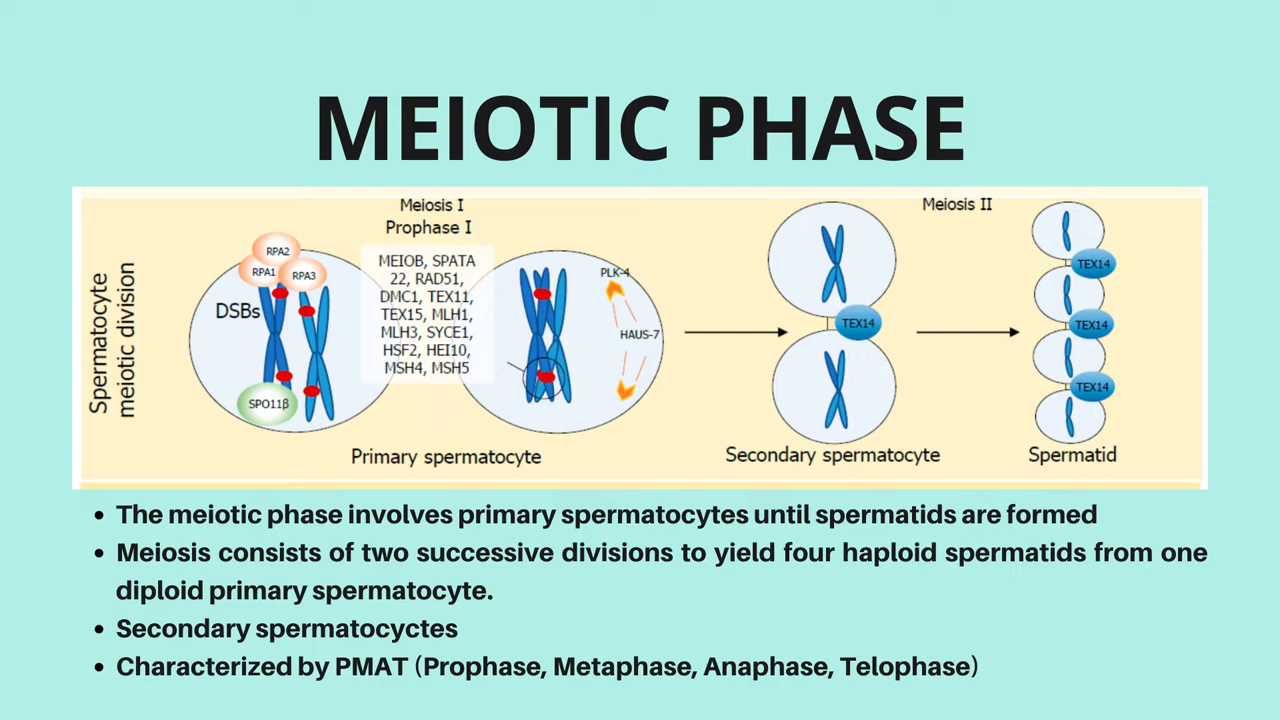 MEIOTIC PHASE
Spermatocyte
meiotic division
Meiosis I
Prophase I
RPA2
RPA1
RPA3
DSBs
SPO11β
MEIOB, SPATA
22, RAD51,
DMC1, TEX11,
TEX15, MLH1,
MLH3, SYCE1,
HSF2, HEI10,
MSH4, MSH5
PLK-4
HAUS-7
Primary spermatocyte
TEX14
Secondary spermatocyte
Meiosis II
TEX14
TEX14
TEX14
Spermatid
• The meiotic phase involves primary spermatocytes until spermatids are formed
• Meiosis consists of two successive divisions to yield four haploid spermatids from one
diploid primary spermatocyte.
• Secondary spermatocyctes
• Characterized by PMAT (Prophase, Metaphase, Anaphase, Telophase)